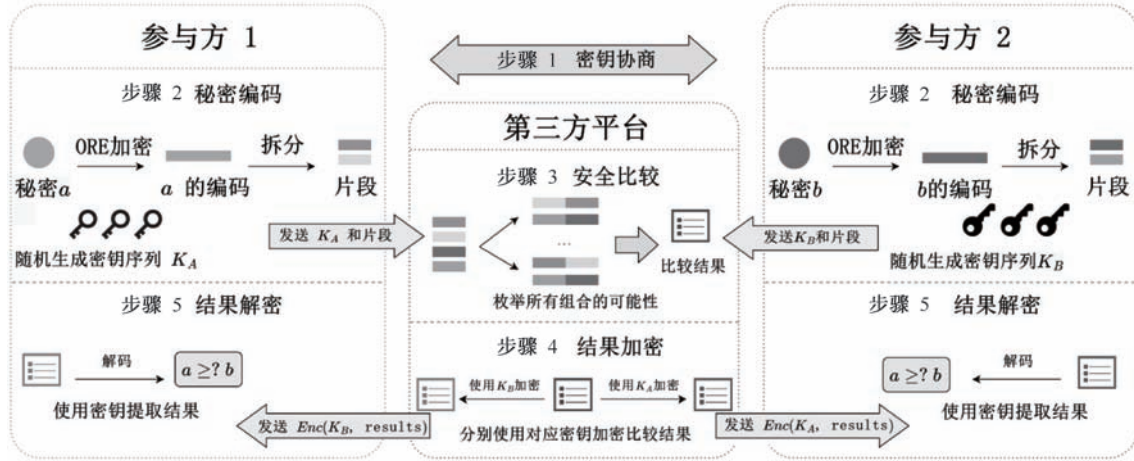 参与方 1
步骤 2 秘密编码
ORE加密
拆分
秘密a
a 的编码
片段
随机生成密钥序列 K_A
发送 K_A 和片段
步骤 5 结果解密
解码
a ≥? b
使用密钥提取结果
步骤 1 密钥协商
第三方平台
步骤 3 安全比较
...
比较结果
枚举所有组合的可能性
步骤 4 结果加密
使用K_B加密
使用K_A加密
分别使用对应密钥加密比较结果
发送 Enc(K_B, results)
发送 Enc(K_A, results)
参与方 2
步骤 2 秘密编码
ORE加密
拆分
秘密b
b的编码
片段
发送K_B和片段
随机生成密钥序列K_B
步骤 5 结果解密
a ≥? b
解码
使用密钥提取结果